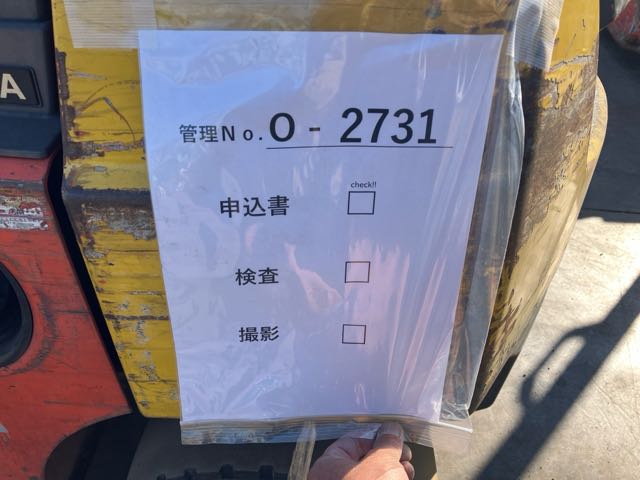 管理No. O - 2731
check!!
申込書 □
検査 □
撮影 □
A